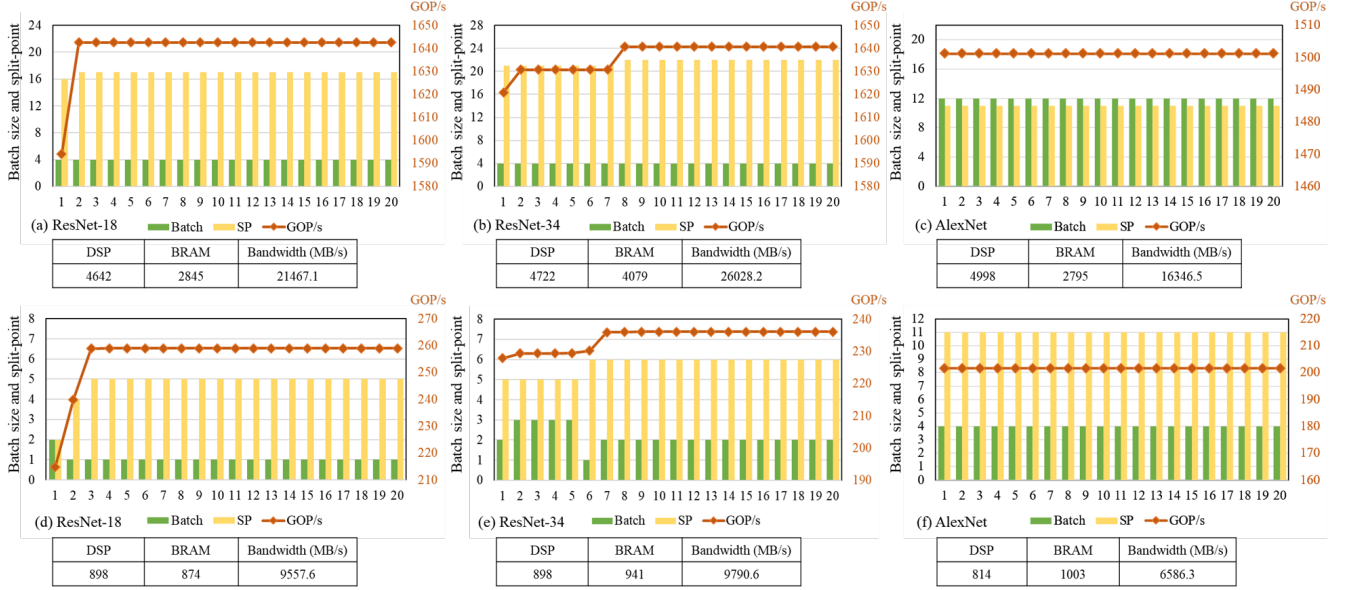 GOP/s
Batch size and split-point
24
20
16
12
8
4
0
1650
1640
1630
1620
1610
1600
1590
1580
1 2 3 4 5 6 7 8 9 10 11 12 13 14 15 16 17 18 19 20
(a) ResNet-18 Batch SP GOP/s
DSP BRAM Bandwidth (MB/s)
4642 2845 21467.1
GOP/s
Batch size and split-point
28
24
20
16
12
8
4
0
1650
1640
1630
1620
1610
1600
1590
1580
1 2 3 4 5 6 7 8 9 10 11 12 13 14 15 16 17 18 19 20
(b) ResNet-34 Batch SP GOP/s
DSP BRAM Bandwidth (MB/s)
4722 4079 26028.2
GOP/s
Batch size and split-point
20
16
12
8
4
0
1510
1500
1490
1480
1470
1460
1 2 3 4 5 6 7 8 9 10 11 12 13 14 15 16 17 18 19 20
(c) AlexNet Batch SP GOP/s
DSP BRAM Bandwidth (MB/s)
4998 2795 16346.5
GOP/s
Batch size and split-point
8
7
6
5
4
3
2
1
0
270
260
250
240
230
220
210
1 2 3 4 5 6 7 8 9 10 11 12 13 14 15 16 17 18 19 20
(d) ResNet-18 Batch SP GOP/s
DSP BRAM Bandwidth (MB/s)
898 874 9557.6
GOP/s
Batch size and split-point
8
7
6
5
4
3
2
1
0
240
230
220
210
200
190
1 2 3 4 5 6 7 8 9 10 11 12 13 14 15 16 17 18 19 20
(e) ResNet-34 Batch SP GOP/s
DSP BRAM Bandwidth (MB/s)
898 941 9790.6
GOP/s
Batch size and split-point
12
11
10
9
8
7
6
5
4
3
2
1
0
220
210
200
190
180
170
160
1 2 3 4 5 6 7 8 9 10 11 12 13 14 15 16 17 18 19 20
(f) AlexNet Batch SP GOP/s
DSP BRAM Bandwidth (MB/s)
814 1003 6586.3